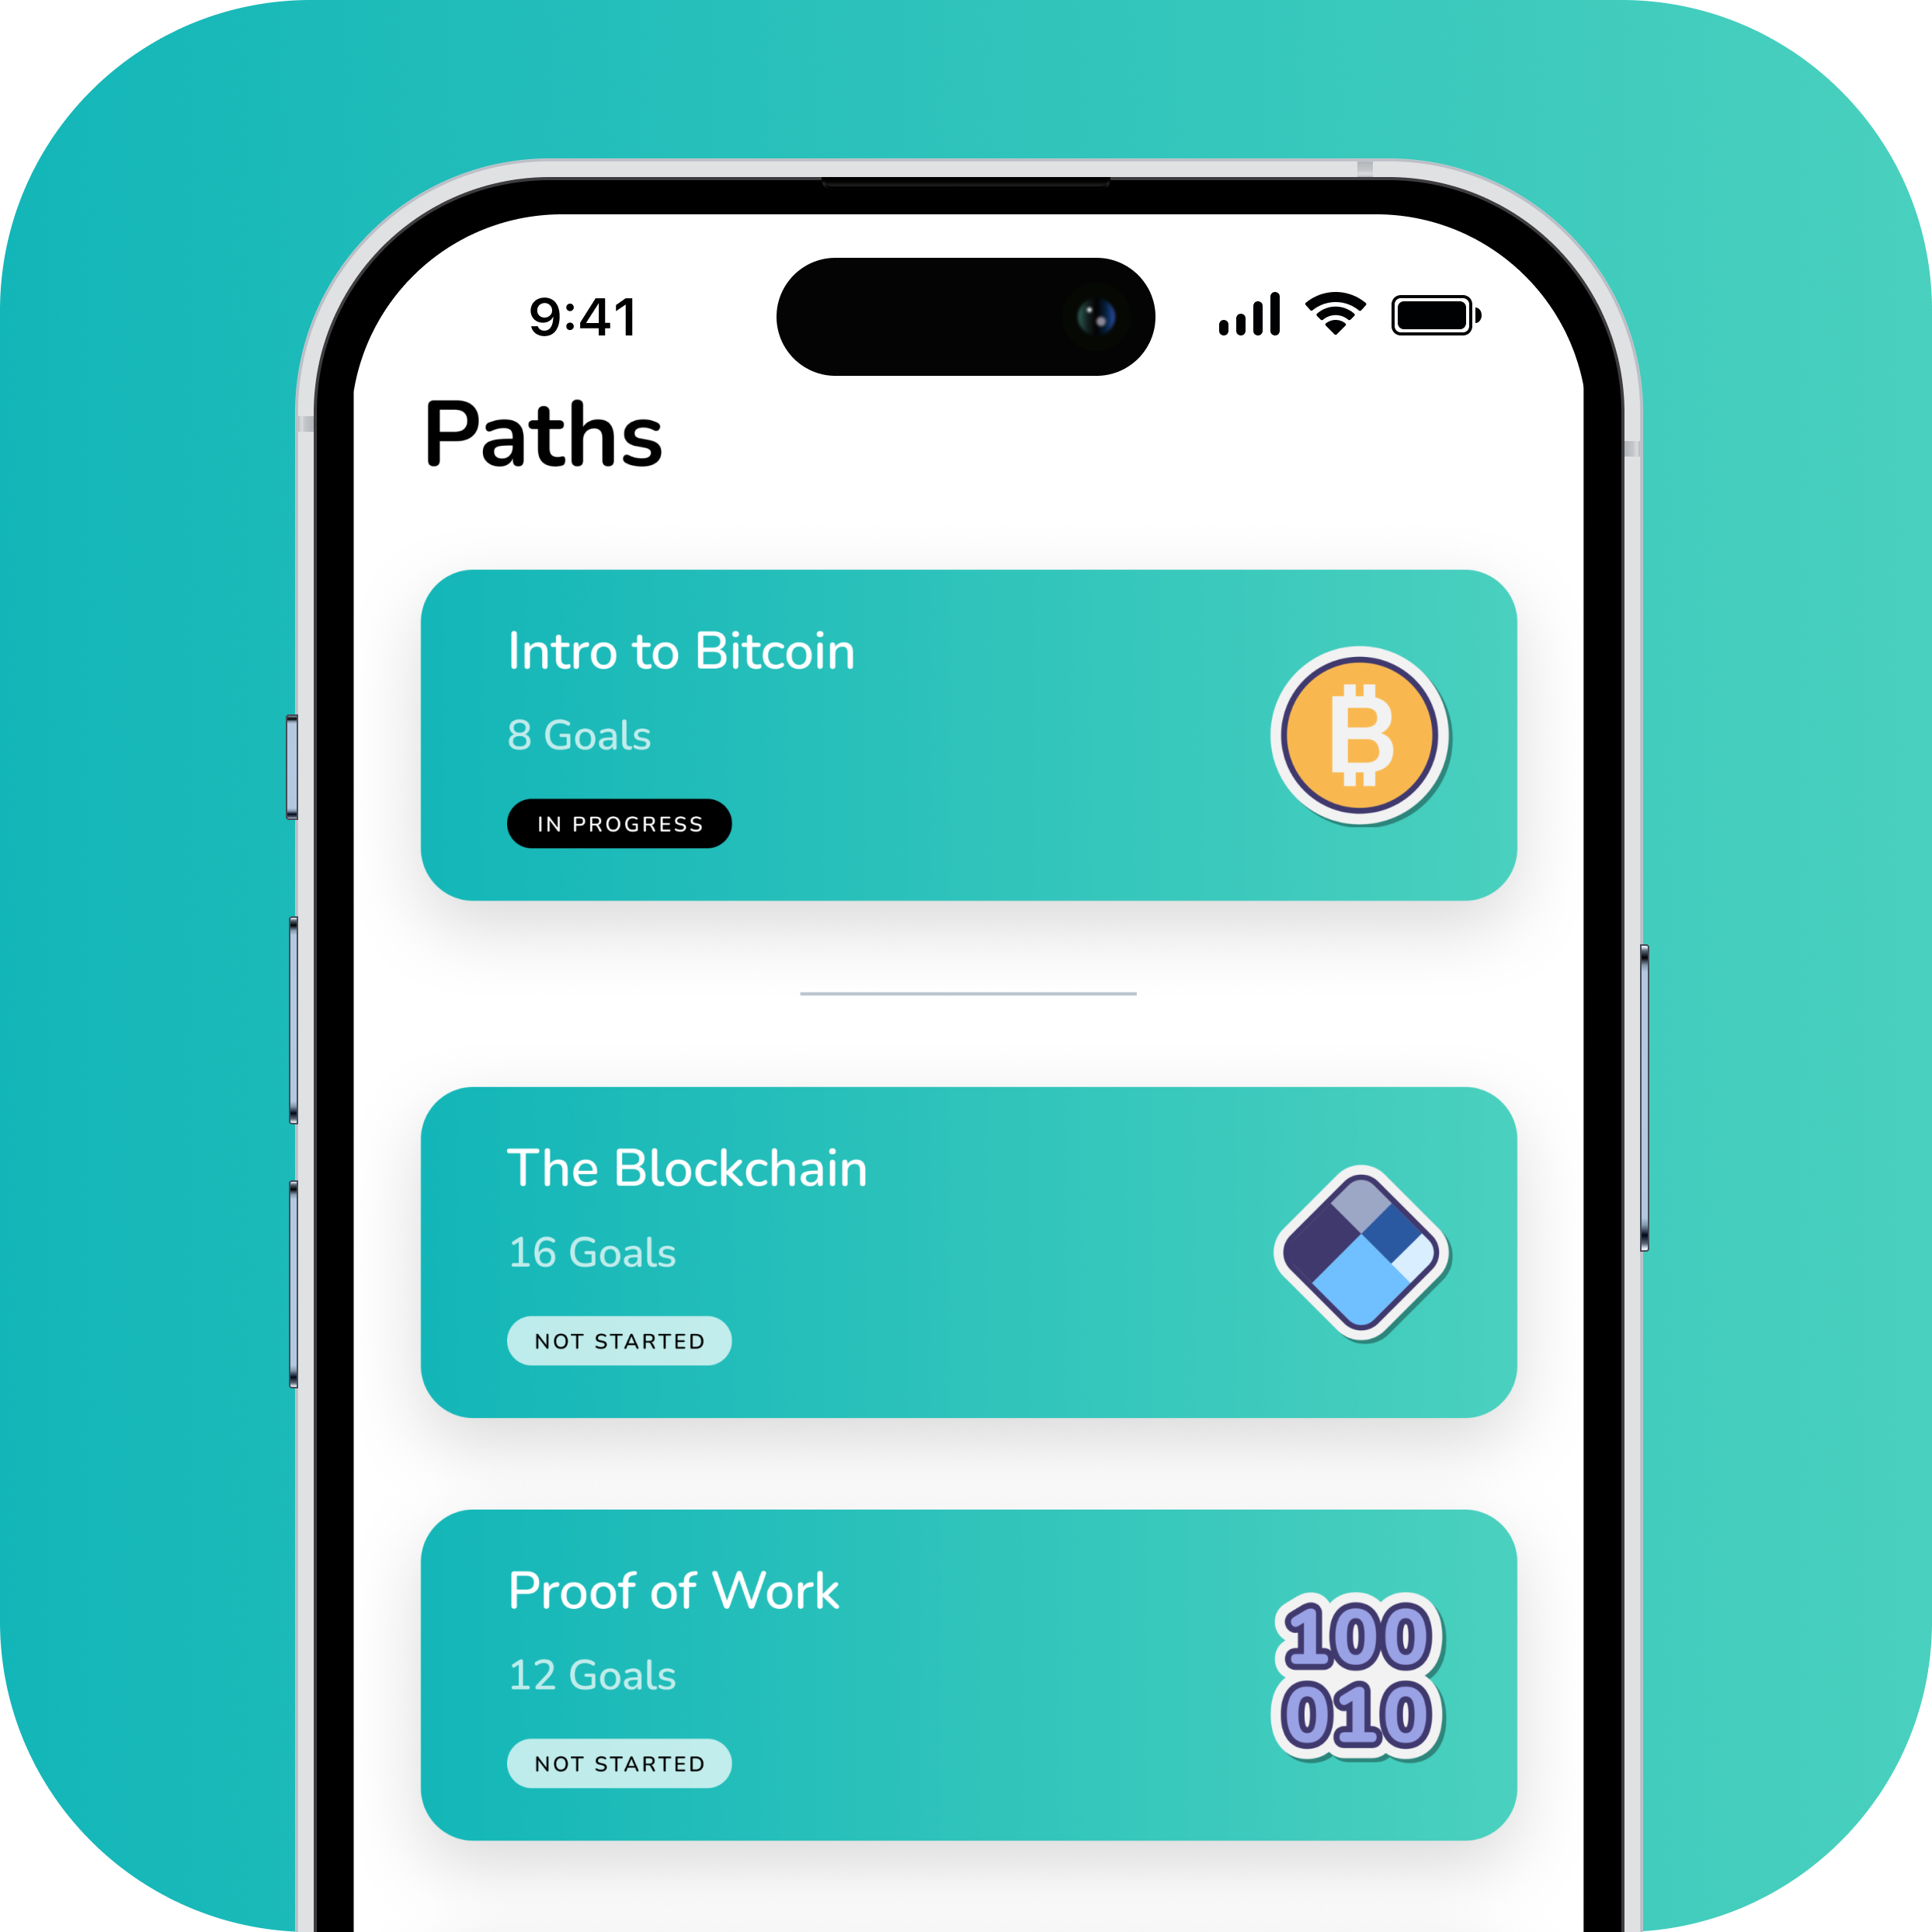 9:41
Paths
Intro to Bitcoin
8 Goals
IN PROGRESS
The Blockchain
16 Goals
NOT STARTED
Proof of Work
12 Goals
NOT STARTED
100
010